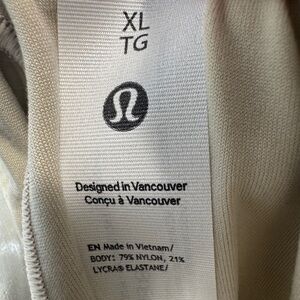 XL
TG
Designed in Vancouver
Conçu à Vancouver
EN Made in Vietnam/
BODY: 79% NYLON, 21%
LYCRA® ELASTANE/